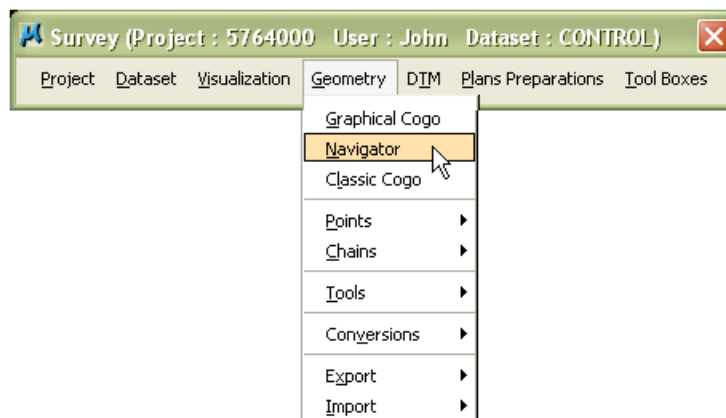 Survey (Project : 5764000 User : John Dataset : CONTROL)
Project Dataset Visualization Geometry DTM Plans Preparations Tool Boxes
Graphical Cogo
Navigator
Classic Cogo
Points
Chains
Tools
Conversions
Export
Import